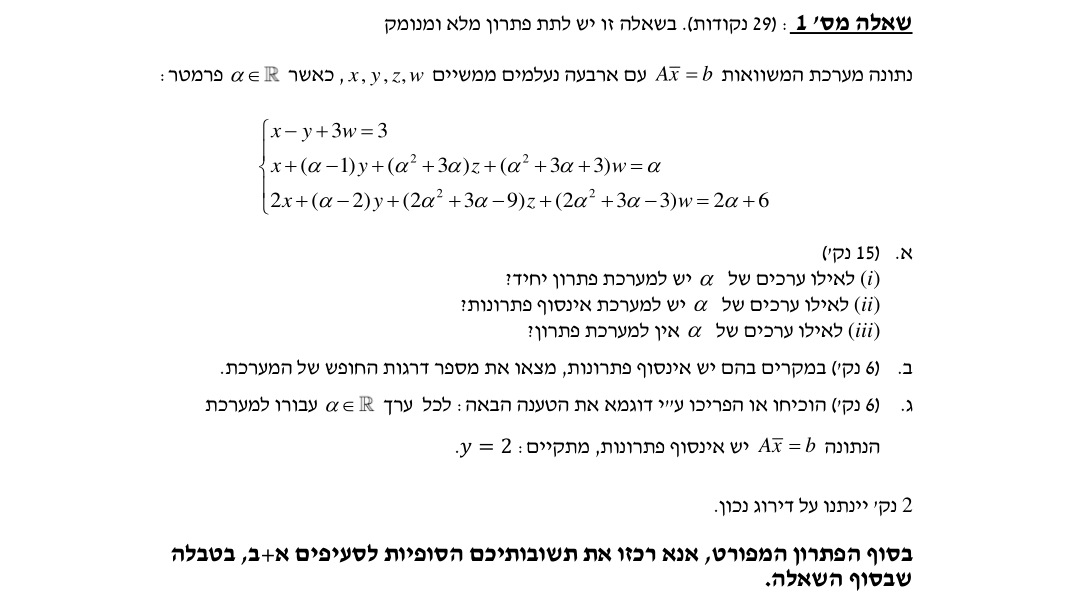 שאלה מס׳ 1 : (29 נקודות). בשאלה זו יש לתת פתרון מלא ומנומק
נתונה מערכת המשוואות Ax̅ = b עם ארבעה נעלמים ממשיים x, y, z, w, כאשר α ∈ ℝ פרמטר:
x − y + 3w = 3
x + (α − 1)y + (α² + 3α)z + (α² + 3α + 3)w = α
2x + (α − 2)y + (2α² + 3α − 9)z + (2α² + 3α − 3)w = 2α + 6
א. (15 נק׳)
(i) לאילו ערכים של α יש למערכת פתרון יחיד?
(ii) לאילו ערכים של α יש למערכת אינסוף פתרונות?
(iii) לאילו ערכים של α אין למערכת פתרון?
ב. (6 נק׳) במקרים בהם יש אינסוף פתרונות, מצאו את מספר דרגות החופש של המערכת.
ג. (6 נק׳) הוכיחו או הפריכו ע״י דוגמא את הטענה הבאה: לכל ערך α ∈ ℝ עבורו למערכת
הנתונה Ax̅ = b יש אינסוף פתרונות, מתקיים: y = 2.
2 נק׳ יינתנו על דירוג נכון.
בסוף הפתרון המפורט, אנא רכזו את תשובותיכם הסופיות לסעיפים א+ב, בטבלה
שבסוף השאלה.